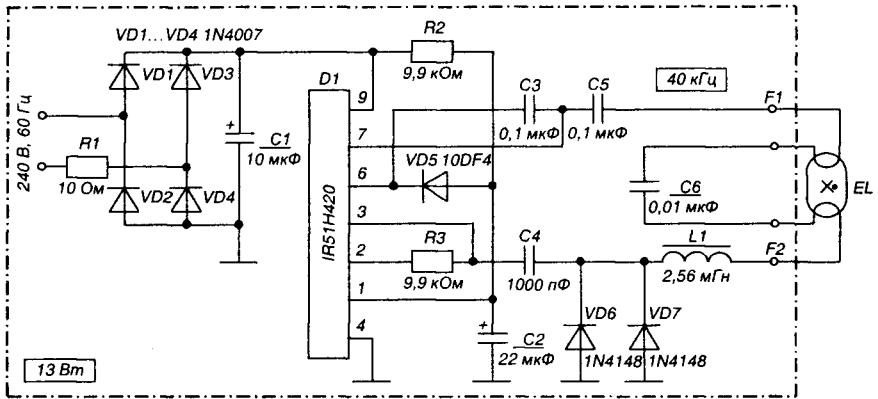 VD1...VD4 1N4007
R2
VD1
VD3
9,9 кОм
D1
C3
C5
40 кГц
F1
9
240 В, 60 Гц
+
C1
10 мкФ
0,1 мкФ
0,1 мкФ
7
R1
10 Ом
VD5 10DF4
6
C6
0,01 мкФ
EL
VD2
VD4
IR51H420
3
R3
C4
L1
F2
2
9,9 кОм
1000 пФ
2,56 мГн
1
VD6
VD7
4
+
C2
22 мкФ
1N4148
1N4148
13 Вт